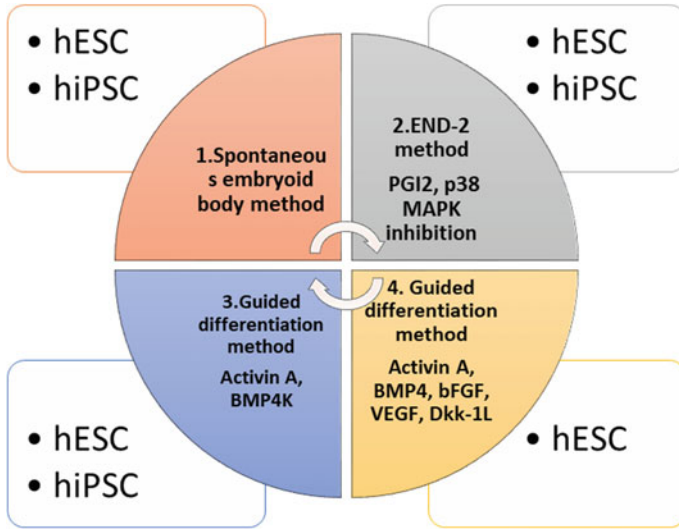 • hESC
• hiPSC
1.Spontaneou
s embryoid
body method
2.END-2
method
PGI2, p38
MAPK
inhibition
• hESC
• hiPSC
3.Guided
differentiation
method
Activin A,
BMP4K
• hESC
• hiPSC
4. Guided
differentiation
method
Activin A,
BMP4, bFGF,
VEGF, Dkk-1L
• hESC